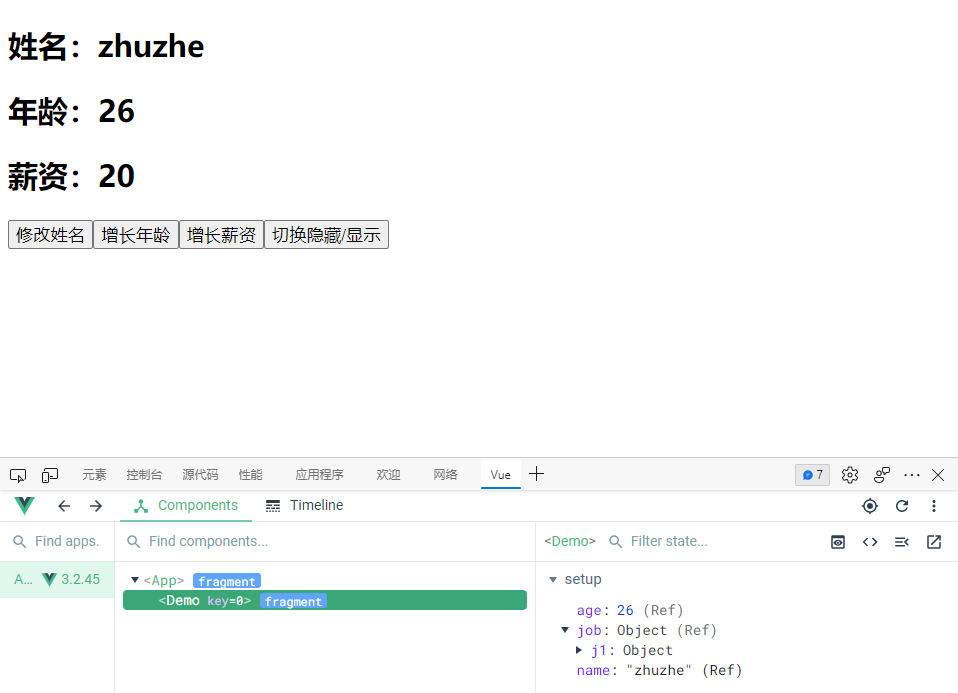 姓名：zhuzhe
年龄：26
薪资：20
修改姓名 增长年龄 增长薪资 切换隐藏/显示
元素 控制台 源代码 性能 应用程序 欢迎 网络 Vue 7
Components Timeline
Find apps. Find components... <Demo> Filter state...
A... 3.2.45 <App> fragment setup
<Demo key=0> fragment
age: 26 (Ref)
job: Object (Ref)
j1: Object
name: "zhuzhe" (Ref)